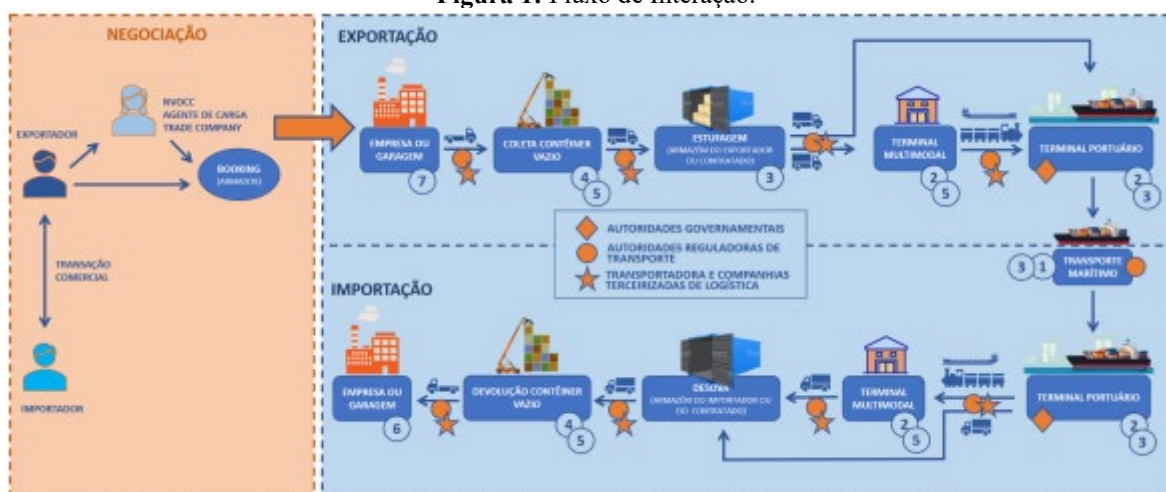 Figura 1. Fluxo de Interação.
NEGOCIAÇÃO
EXPORTADOR
NVOCC
AGENTE DE CARGA
TRADE COMPANY
BOOKING
(ARMADOR)
TRANSAÇÃO
COMERCIAL
IMPORTADOR
EXPORTAÇÃO
EMPRESA OU
GARAGEM
7
COLETA CONTÊINER
VAZIO
4
5
ESTUFAGEM
(ARMAZÉM DO EXPORTADOR
OU CONTRATADO)
3
TERMINAL
MULTIMODAL
2
5
TERMINAL PORTUÁRIO
2
3
AUTORIDADES GOVERNAMENTAIS
AUTORIDADES REGULADORAS DE
TRANSPORTE
TRANSPORTADORA E COMPANHIAS
TERCEIRIZADAS DE LOGÍSTICA
3
1
TRANSPORTE
MARÍTIMO
IMPORTAÇÃO
EMPRESA OU
GARAGEM
6
DEVOLUÇÃO CONTÊINER
VAZIO
4
5
DESOVA
(ARMAZÉM DO IMPORTADOR OU
DO CONTRATADO)
TERMINAL
MULTIMODAL
2
5
TERMINAL PORTUÁRIO
2
3